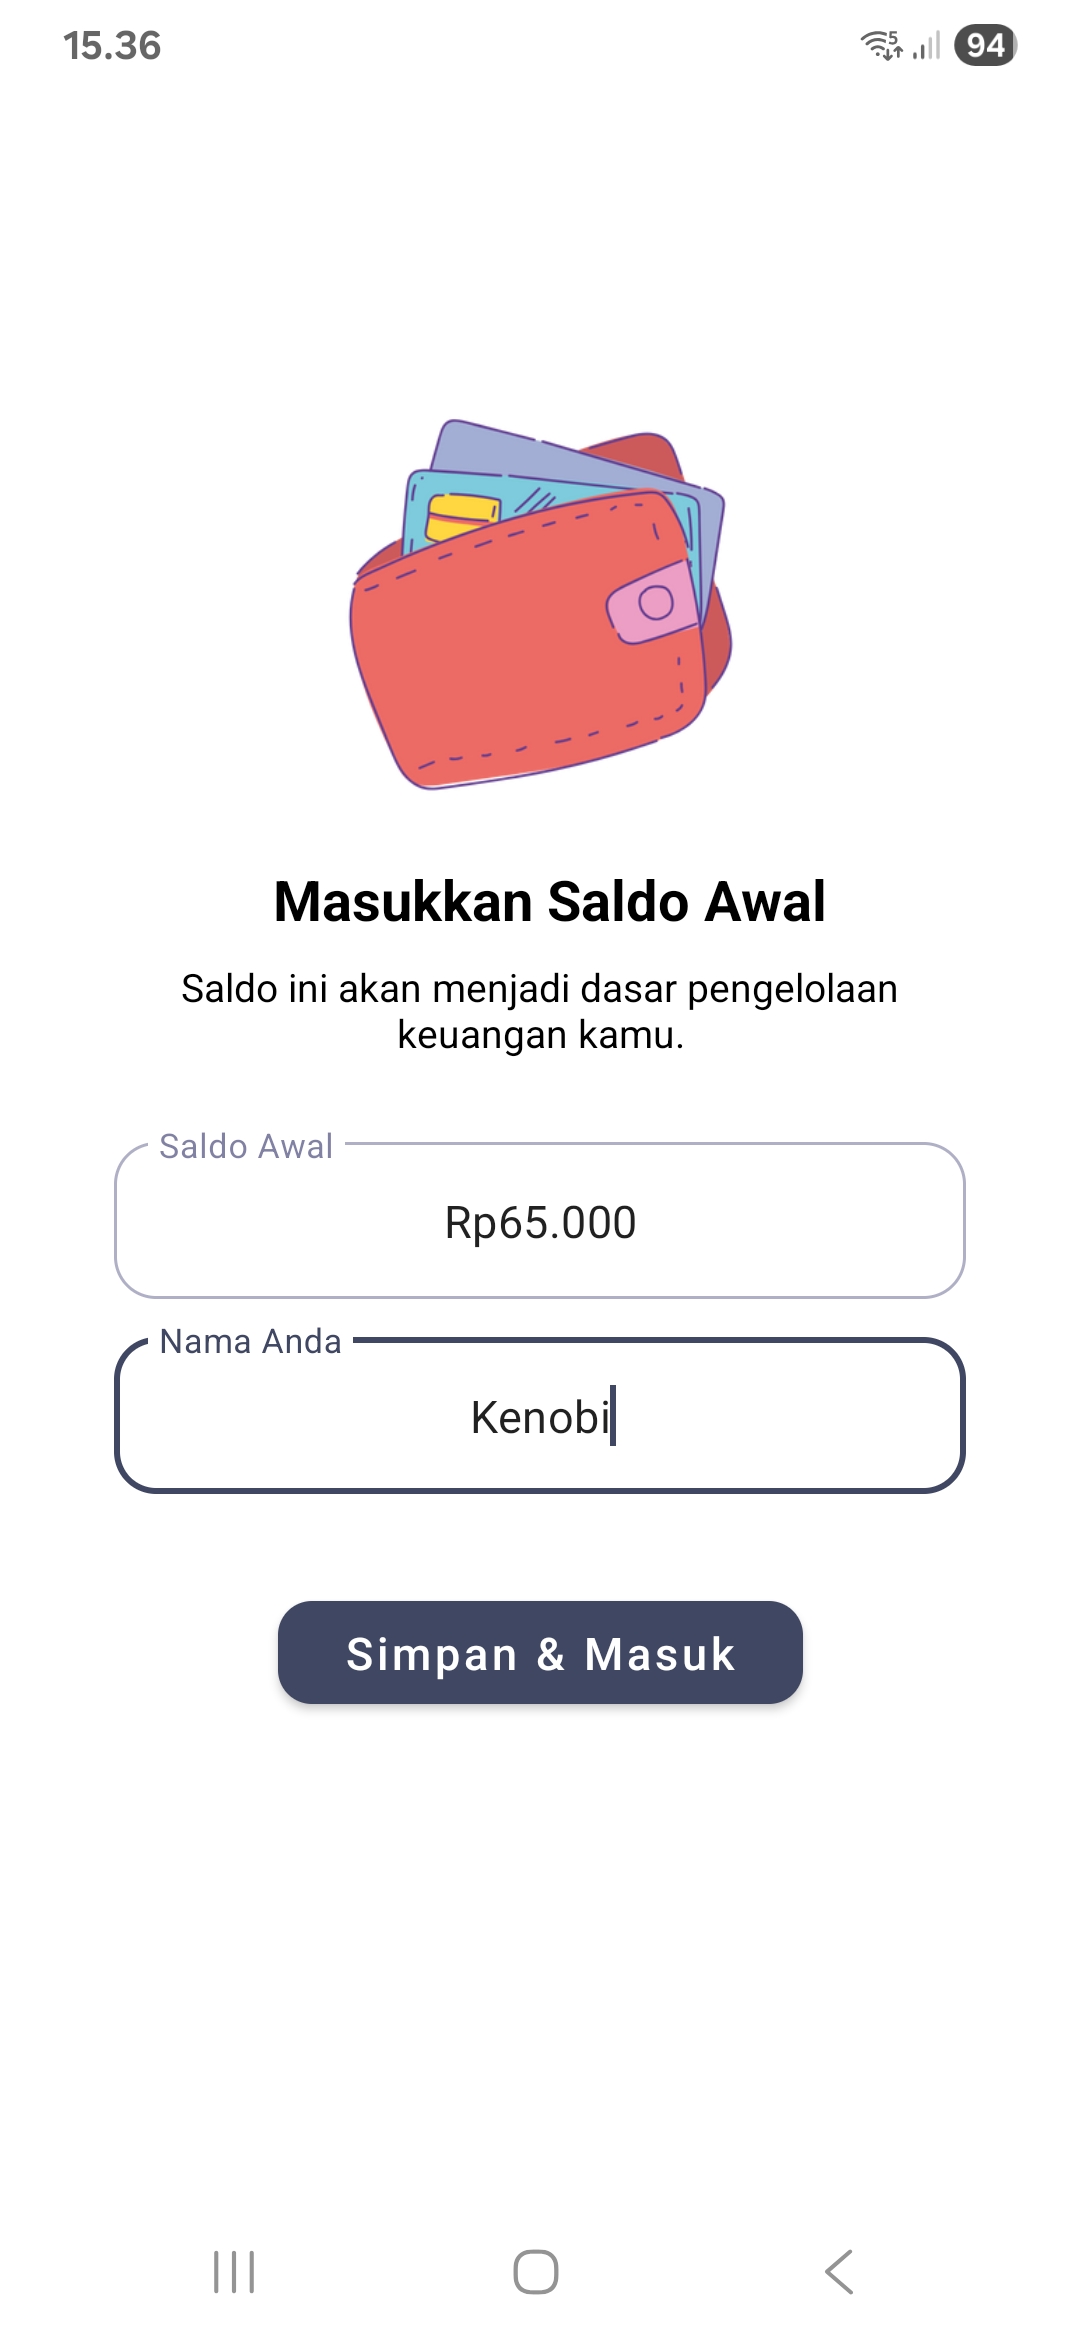 15.36
5
94
Masukkan Saldo Awal
Saldo ini akan menjadi dasar pengelolaan
keuangan kamu.
Saldo Awal
Rp65.000
Nama Anda
Kenobi
Simpan & Masuk